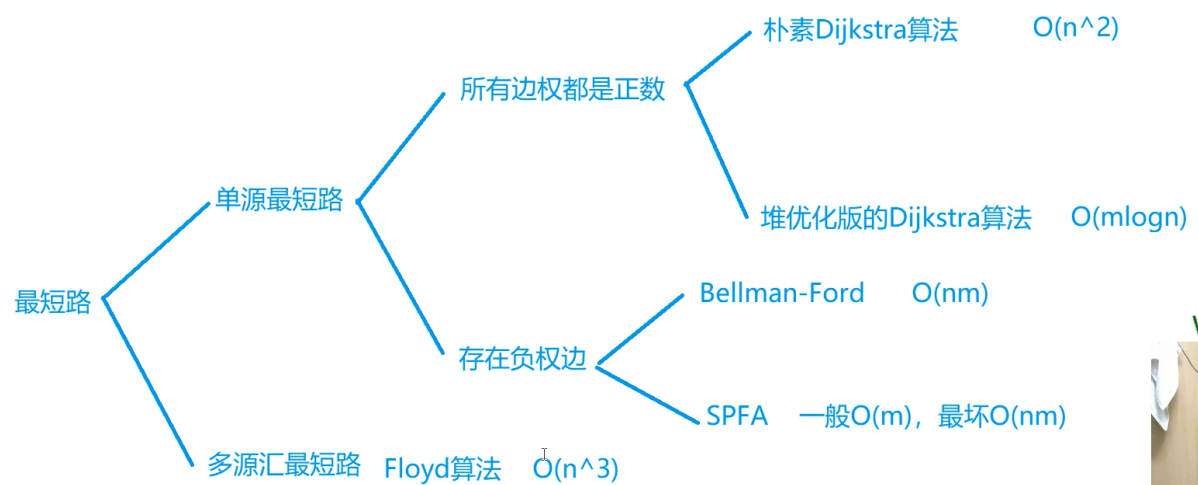 朴素Dijkstra算法 O(n^2)
所有边权都是正数
单源最短路
堆优化版的Dijkstra算法 O(mlogn)
最短路
Bellman-Ford O(nm)
存在负权边
SPFA 一般O(m)，最坏O(nm)
多源汇最短路 Floyd算法 O(n^3)